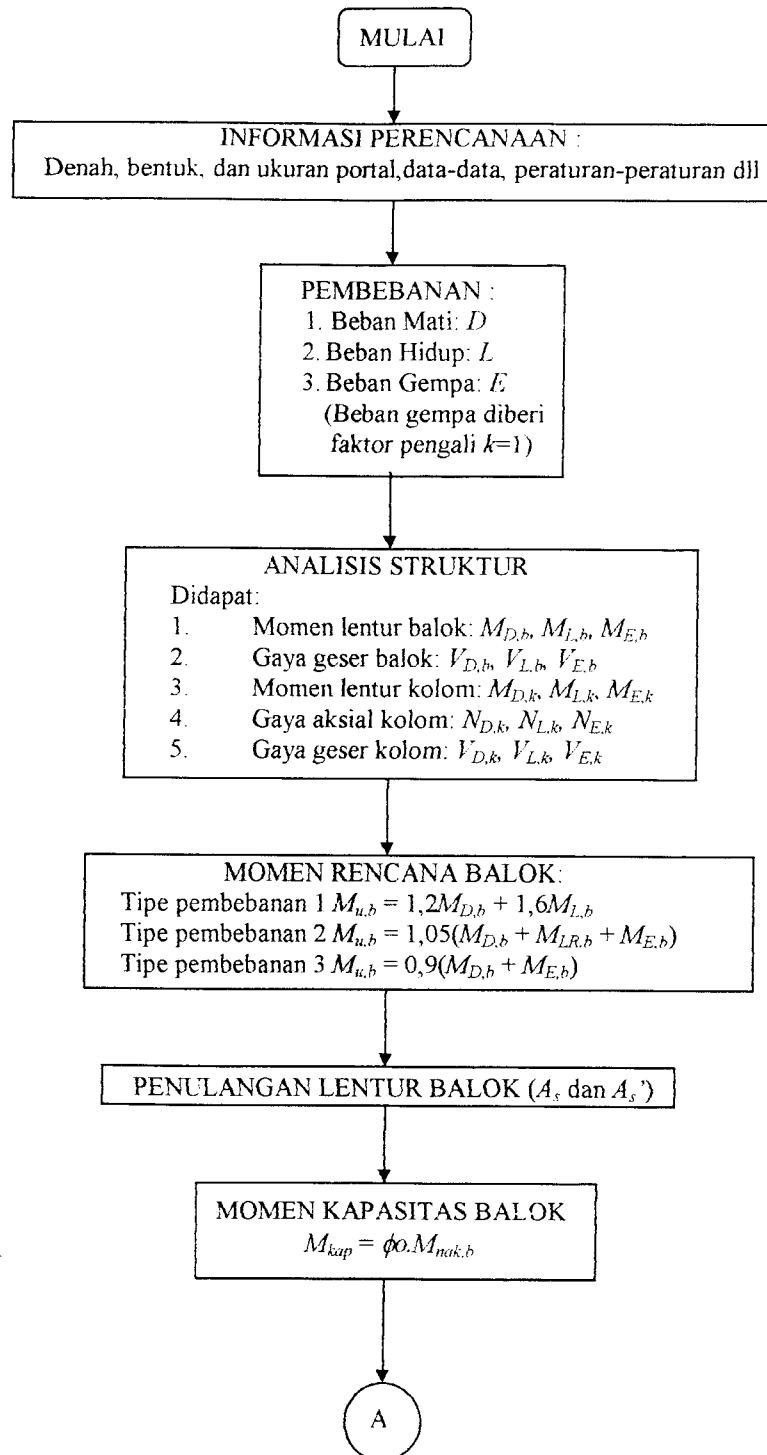 MULAI
INFORMASI PERENCANAAN :
Denah, bentuk, dan ukuran portal,data-data, peraturan-peraturan dll
PEMBEBANAN :
1. Beban Mati: D
2. Beban Hidup: L
3. Beban Gempa: E
(Beban gempa diberi
faktor pengali k=1)
ANALISIS STRUKTUR
Didapat:
1. Momen lentur balok: M_{D,b}, M_{L,b}, M_{E,b}
2. Gaya geser balok: V_{D,b}, V_{L,b}, V_{E,b}
3. Momen lentur kolom: M_{D,k}, M_{L,k}, M_{E,k}
4. Gaya aksial kolom: N_{D,k}, N_{L,k}, N_{E,k}
5. Gaya geser kolom: V_{D,k}, V_{L,k}, V_{E,k}
MOMEN RENCANA BALOK:
Tipe pembebanan 1 M_{u,b} = 1,2M_{D,b} + 1,6M_{L,b}
Tipe pembebanan 2 M_{u,b} = 1,05(M_{D,b} + M_{LR,b} + M_{E,b})
Tipe pembebanan 3 M_{u,b} = 0,9(M_{D,b} + M_{E,b})
PENULANGAN LENTUR BALOK (A_s dan A_s')
MOMEN KAPASITAS BALOK
M_{kap} = ϕo.M_{nak,b}
A